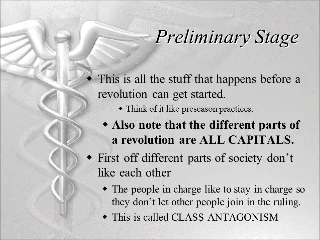 Preliminary Stage
This is all the stuff that happens before a
revolution can get started.
Think of it like preseason practices.
Also note that the different parts of
a revolution are ALL CAPITALS.
First off different parts of society don't
like each other
The people in charge like to stay in charge so
they don't let other people join in the ruling.
This is called CLASS ANTAGONISM